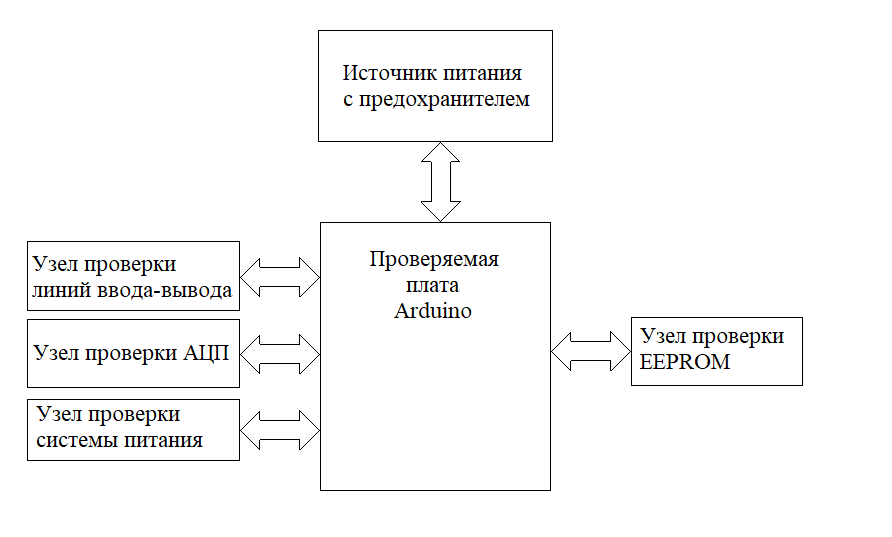 Источник питания
с предохранителем
Проверяемая
плата
Arduino
Узел проверки
линий ввода-вывода
Узел проверки АЦП
Узел проверки
системы питания
Узел проверки
EEPROM